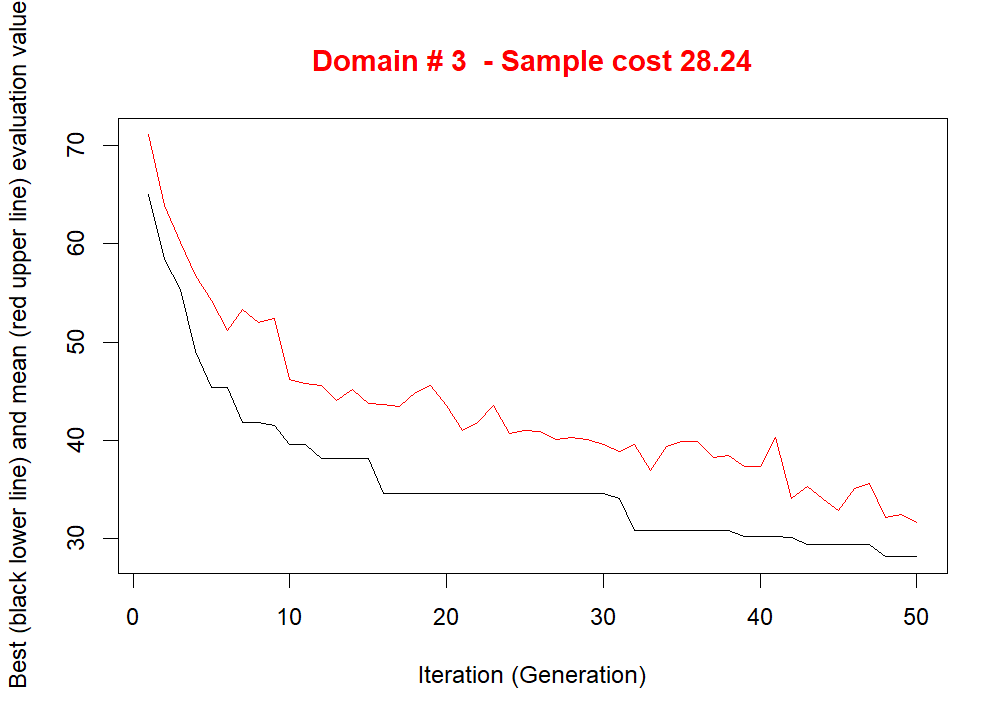 Domain # 3  - Sample cost 28.24
Best (black lower line) and mean (red upper line) evaluation value
70
60
50
40
30
0 10 20 30 40 50
Iteration (Generation)